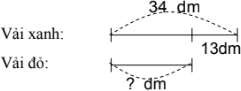 34 dm
Vải xanh:
13dm
Vải đỏ:
? dm